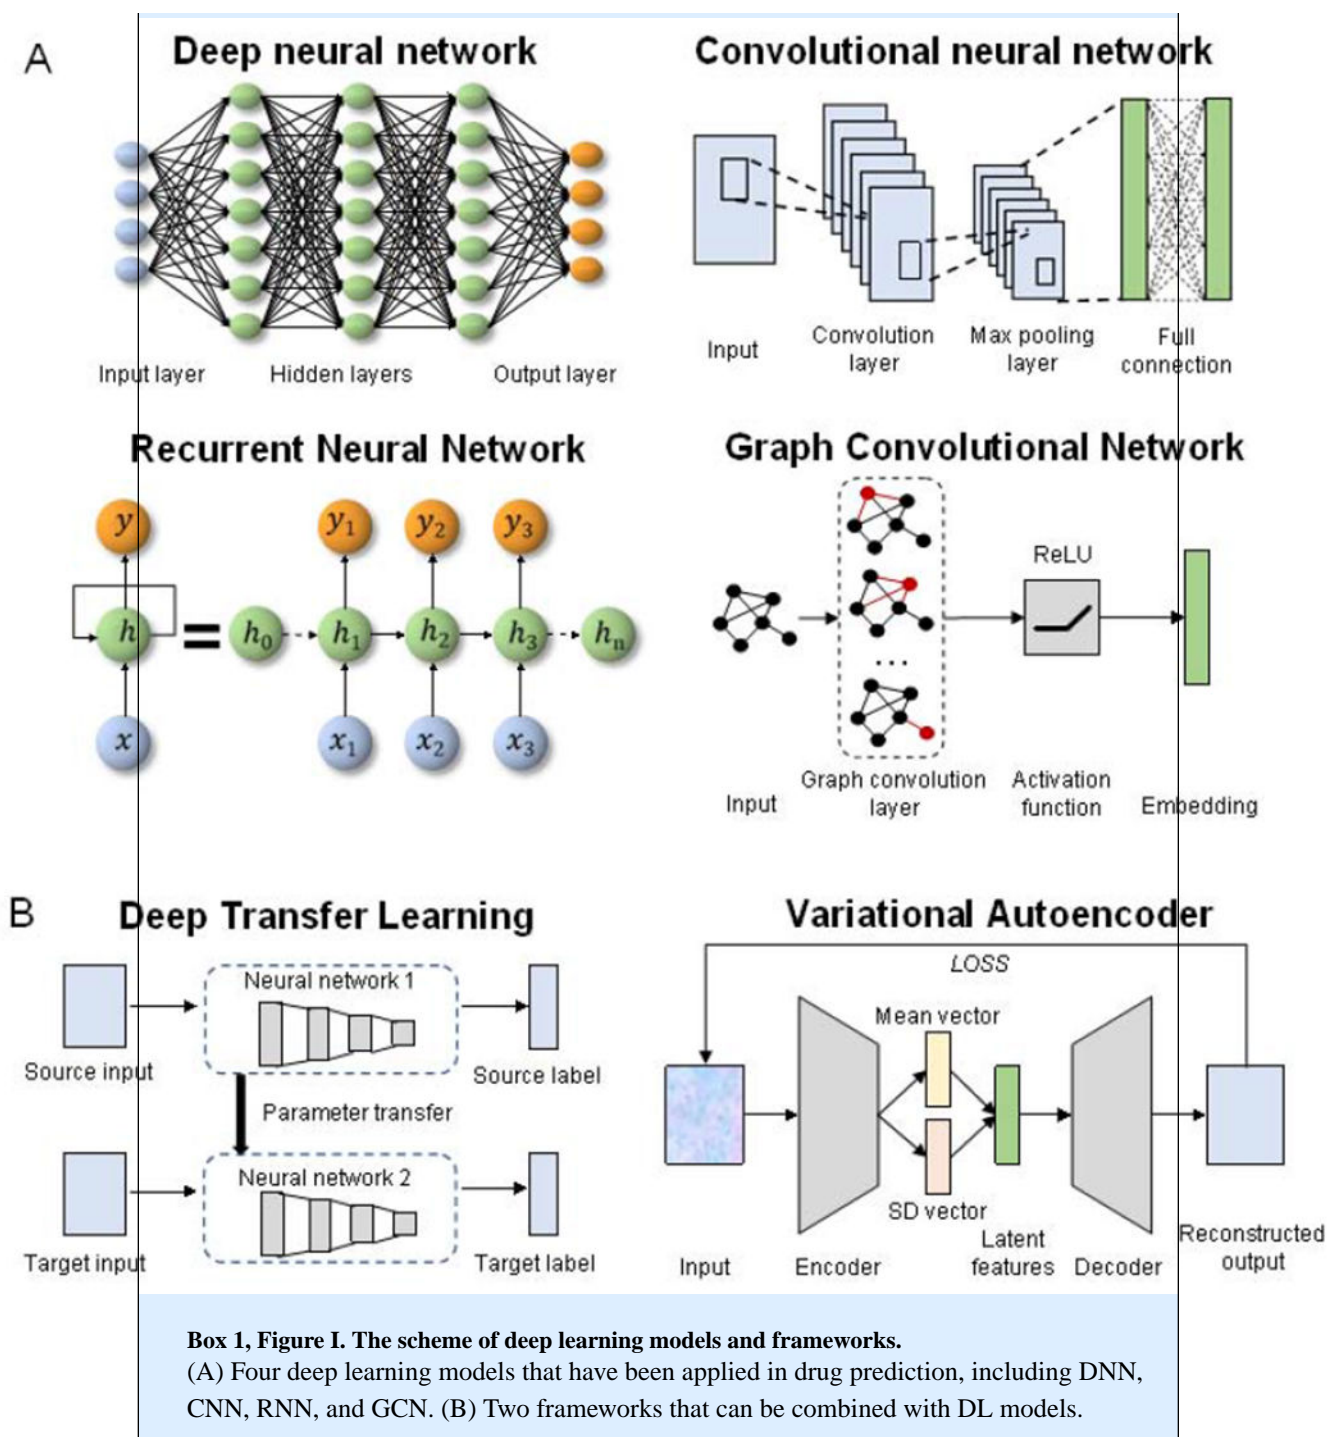 A
Deep neural network
Input layer
Hidden layers
Output layer
Convolutional neural network
Input
Convolution
layer
Max pooling
layer
Full
connection
Recurrent Neural Network
y
h
x
=
h0
y1
h1
x1
y2
h2
x2
y3
h3
x3
hn
Graph Convolutional Network
Input
...
Graph convolution
layer
ReLU
Activation
function
Embedding
B
Deep Transfer Learning
Source input
Neural network 1
Source label
Parameter transfer
Target input
Neural network 2
Target label
Variational Autoencoder
LOSS
Input
Encoder
Mean vector
SD vector
Latent
features
Decoder
Reconstructed
output
Box 1, Figure I. The scheme of deep learning models and frameworks.
(A) Four deep learning models that have been applied in drug prediction, including DNN,
CNN, RNN, and GCN. (B) Two frameworks that can be combined with DL models.